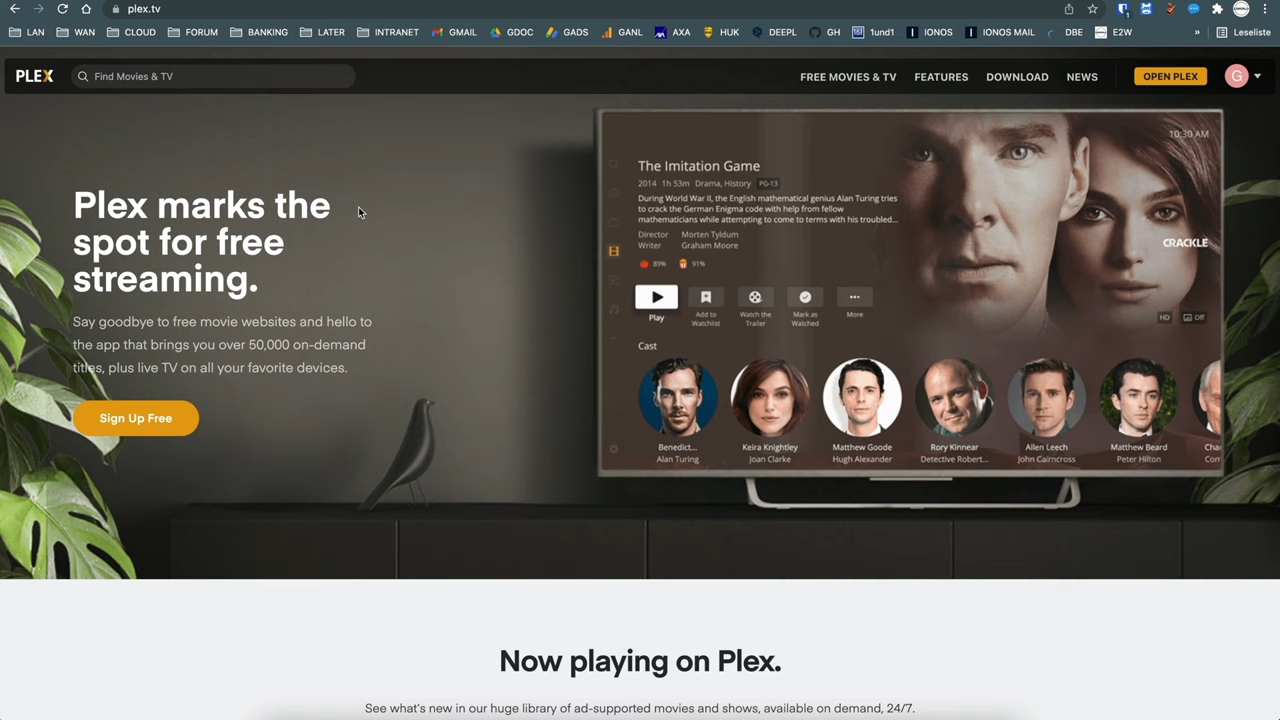 plex.tv
LAN WAN CLOUD FORUM BANKING LATER INTRANET GMAIL GDOC GADS GANL AXA HUK DEEPL GH 1und1 IONOS IONOS MAIL DBE E2W » Leseliste
PLEX Find Movies & TV FREE MOVIES & TV FEATURES DOWNLOAD NEWS OPEN PLEX G
Plex marks the
spot for free
streaming.
Say goodbye to free movie websites and hello to
the app that brings you over 50,000 on-demand
titles, plus live TV on all your favorite devices.
Sign Up Free
10:30 AM
The Imitation Game
2014 1h 53m Drama, History PG-13
During World War II, the English mathematical genius Alan Turing tries
to crack the German Enigma code with help from fellow
mathematicians while attempting to come to terms with his troubled...
Director Morten Tyldum
Writer Graham Moore
CRACKLE
89% 91%
Play Add to Watchlist Watch the Trailer Mark as Watched More
HD Off
Cast
Benedict... Keira Knightley Matthew Goode Rory Kinnear Allen Leech Matthew Beard Cha
Alan Turing Joan Clarke Hugh Alexander Detective Robert... John Cairncross Peter Hilton Com
Now playing on Plex.
See what's new in our huge library of ad-supported movies and shows, available on demand, 24/7.